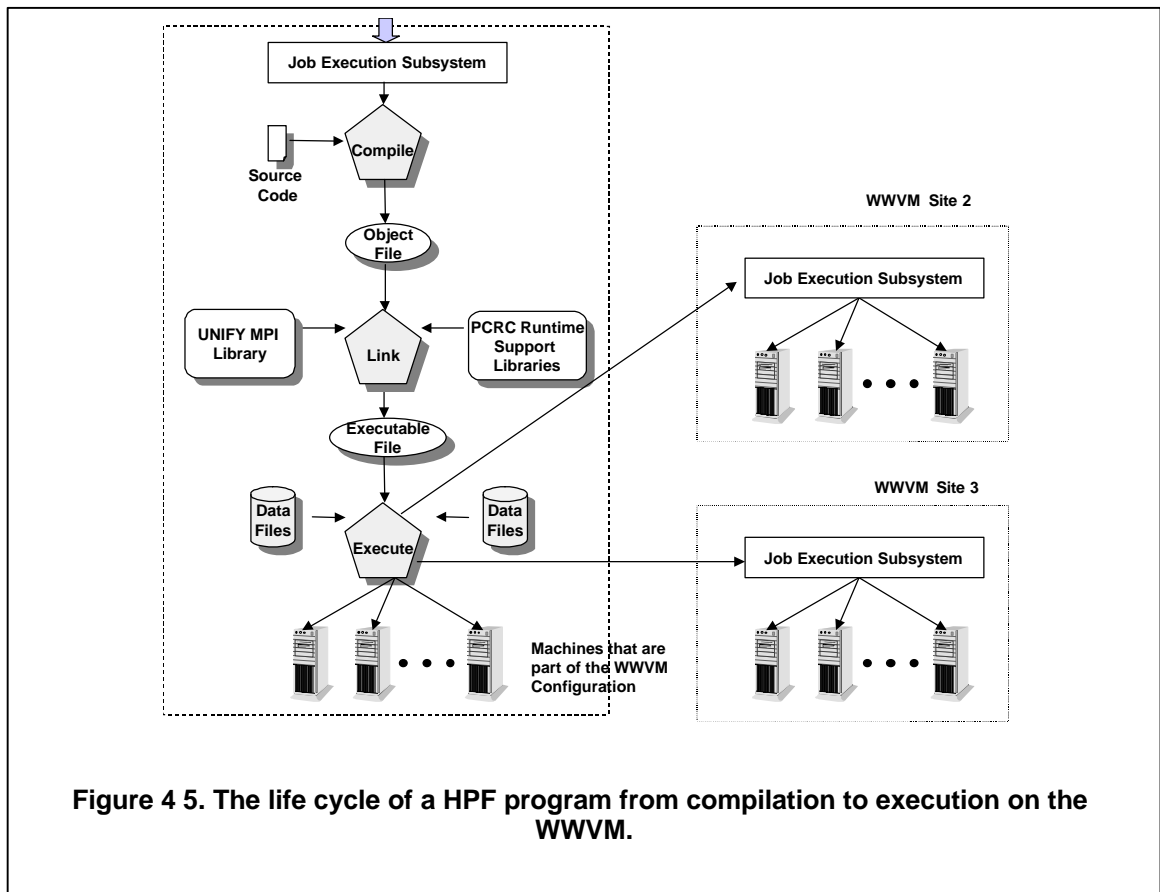 Job Execution Subsystem
Compile
Source
Code
Object
File
UNIFY MPI
Library
Link
PCRC Runtime
Support
Libraries
Executable
File
Data
Files
Execute
Data
Files
Machines that are
part of the WWVM
Configuration
WWVM Site 2
Job Execution Subsystem
WWVM Site 3
Job Execution Subsystem
Figure 4 5. The life cycle of a HPF program from compilation to execution on the
WWVM.